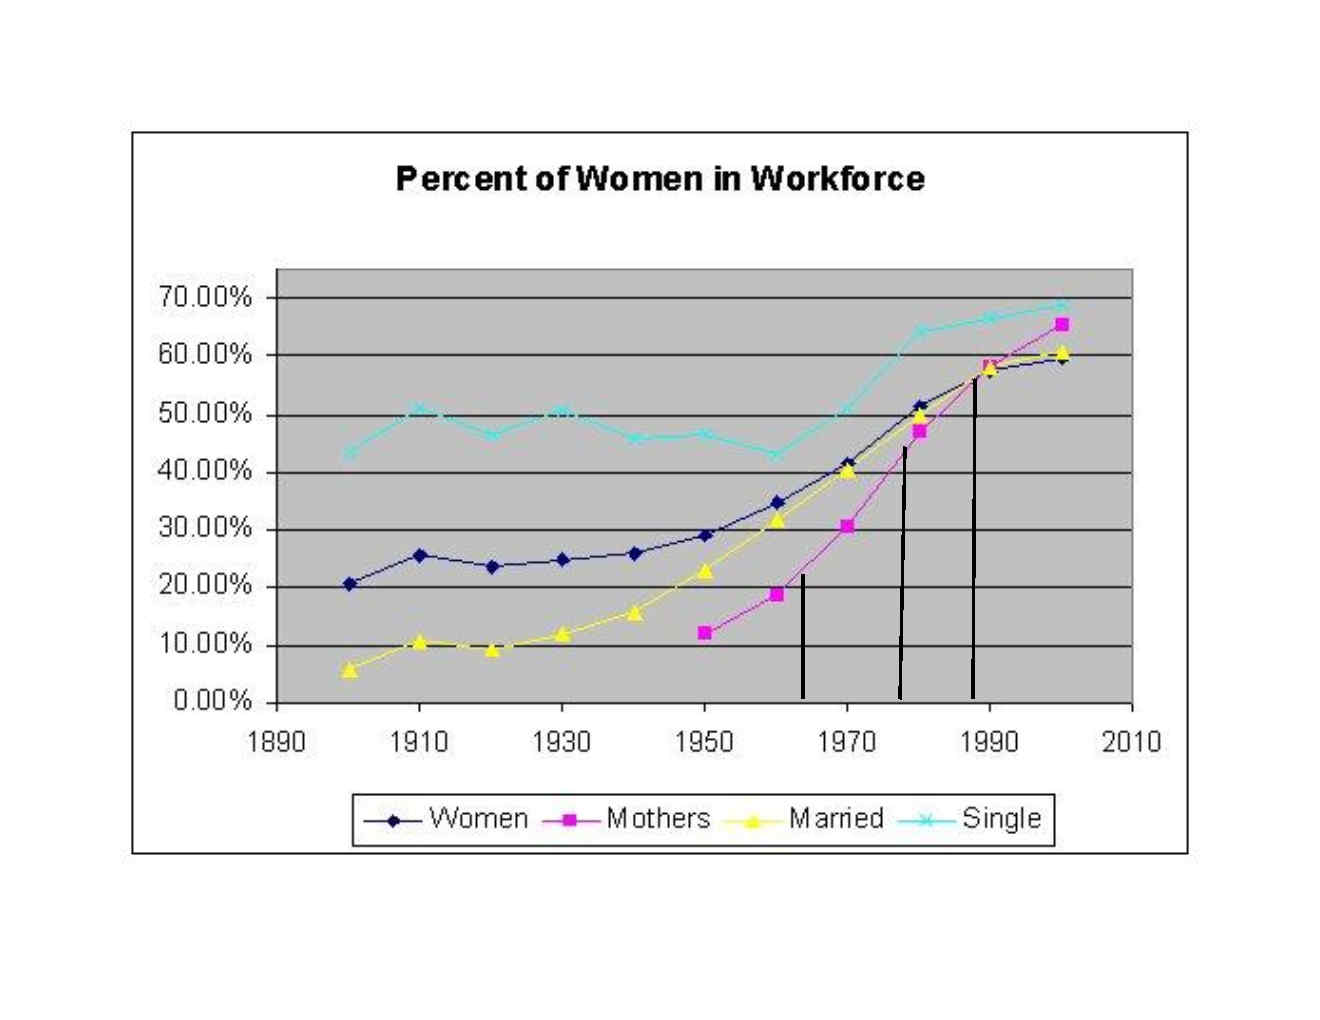 Percent of Women in Workforce
70.00%
60.00%
50.00%
40.00%
30.00%
20.00%
10.00%
0.00%
1890 1910 1930 1950 1970 1990 2010
Women Mothers Married Single